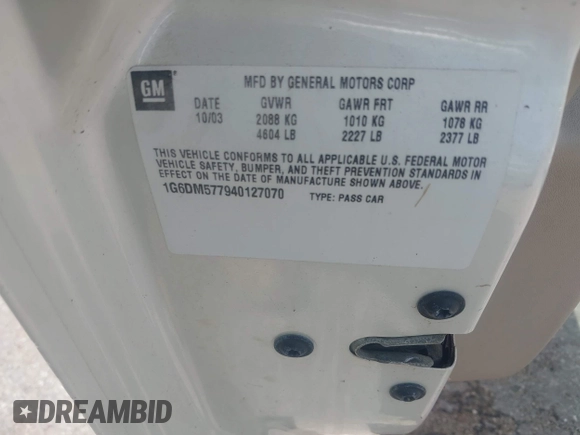 GM
MFD BY GENERAL MOTORS CORP
DATE GVWR GAWR FRT GAWR RR
10/03 2088 KG 1010 KG 1078 KG
4604 LB 2227 LB 2377 LB
THIS VEHICLE CONFORMS TO ALL APPLICABLE U.S. FEDERAL MOTOR
VEHICLE SAFETY, BUMPER, AND THEFT PREVENTION STANDARDS IN
EFFECT ON THE DATE OF MANUFACTURE SHOWN ABOVE.
1G6DM577940127070 TYPE: PASS CAR
DREAMBID